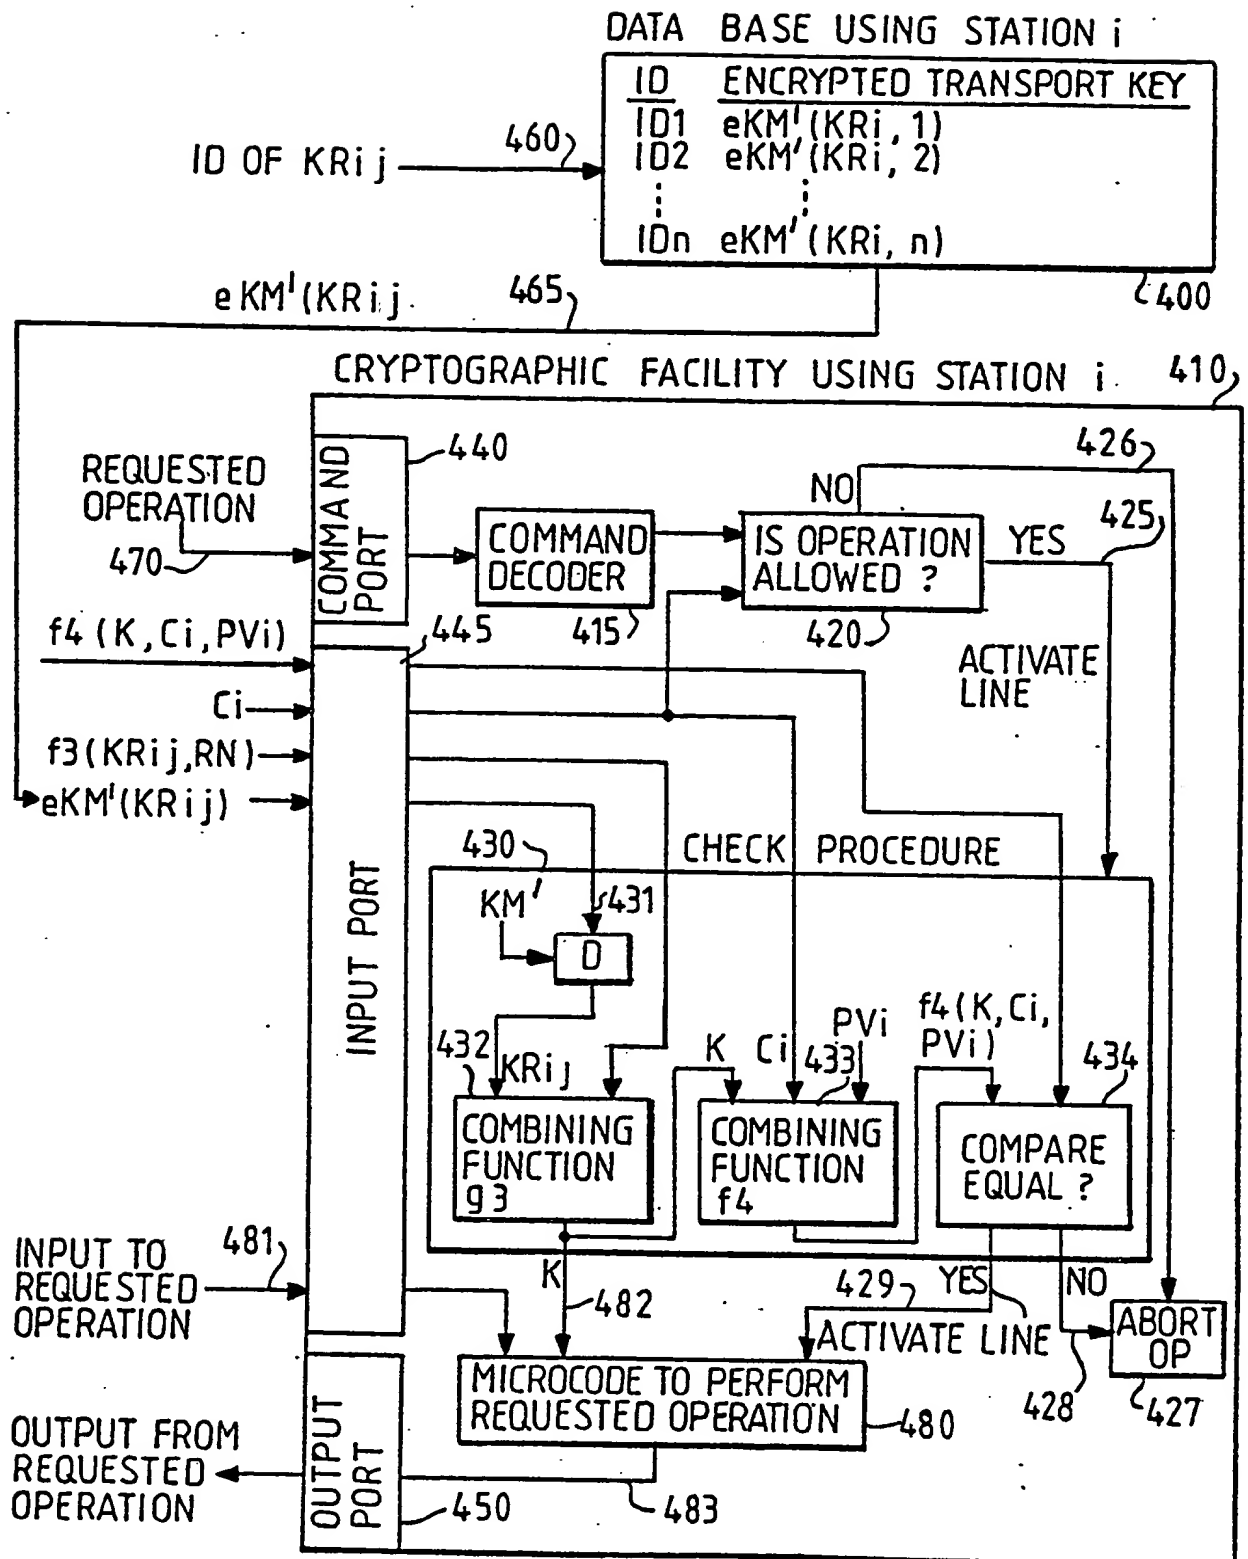 DATA BASE USING STATION i
ID ENCRYPTED TRANSPORT KEY
ID1 eKM'(KRi, 1)
ID2 eKM'(KRi, 2)
IDn eKM'(KRi, n)
400
ID OF KRij
460
eKM'(KRij
465
CRYPTOGRAPHIC FACILITY USING STATION i
410
REQUESTED
OPERATION
470
COMMAND
PORT
440
COMMAND
DECODER
415
IS OPERATION
ALLOWED ?
420
NO
426
YES
425
ACTIVATE
LINE
f4 (K, Ci, PVi)
445
Ci
f3(KRij,RN)
eKM'(KRij)
INPUT PORT
430
CHECK PROCEDURE
KM'
431
D
432
KRij
COMBINING
FUNCTION
g3
K
Ci
PVi
433
COMBINING
FUNCTION
f4
f4(K, Ci,
PVi)
434
COMPARE
EQUAL ?
INPUT TO
REQUESTED
OPERATION
481
K
482
429
YES
NO
ACTIVATE LINE
428
ABORT
OP
427
MICROCODE TO PERFORM
REQUESTED OPERATION
480
OUTPUT FROM
REQUESTED
OPERATION
OUTPUT
PORT
450
483